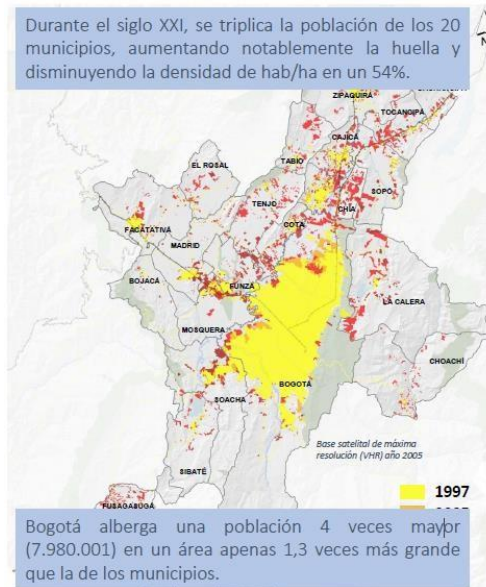 Durante el siglo XXI, se triplica la población de los 20
municipios, aumentando notablemente la huella y
disminuyendo la densidad de hab/ha en un 54%.
ZIPAQUIRÁ
TOCANCIPÁ
CAJICÁ
TABIO
EL ROSAL
SOPÓ
TENJO
CHÍA
COTA
FACATATIVÁ
MADRID
BOJACÁ
FUNZA
LA CALERA
MOSQUERA
CHOACHÍ
BOGOTÁ
SOACHA
Base satelital de máxima
resolución (VHR) año 2005
SIBATÉ
1997
FUSAGASUGÁ
Bogotá alberga una población 4 veces mayor
(7.980.001) en un área apenas 1,3 veces más grande
que la de los municipios.